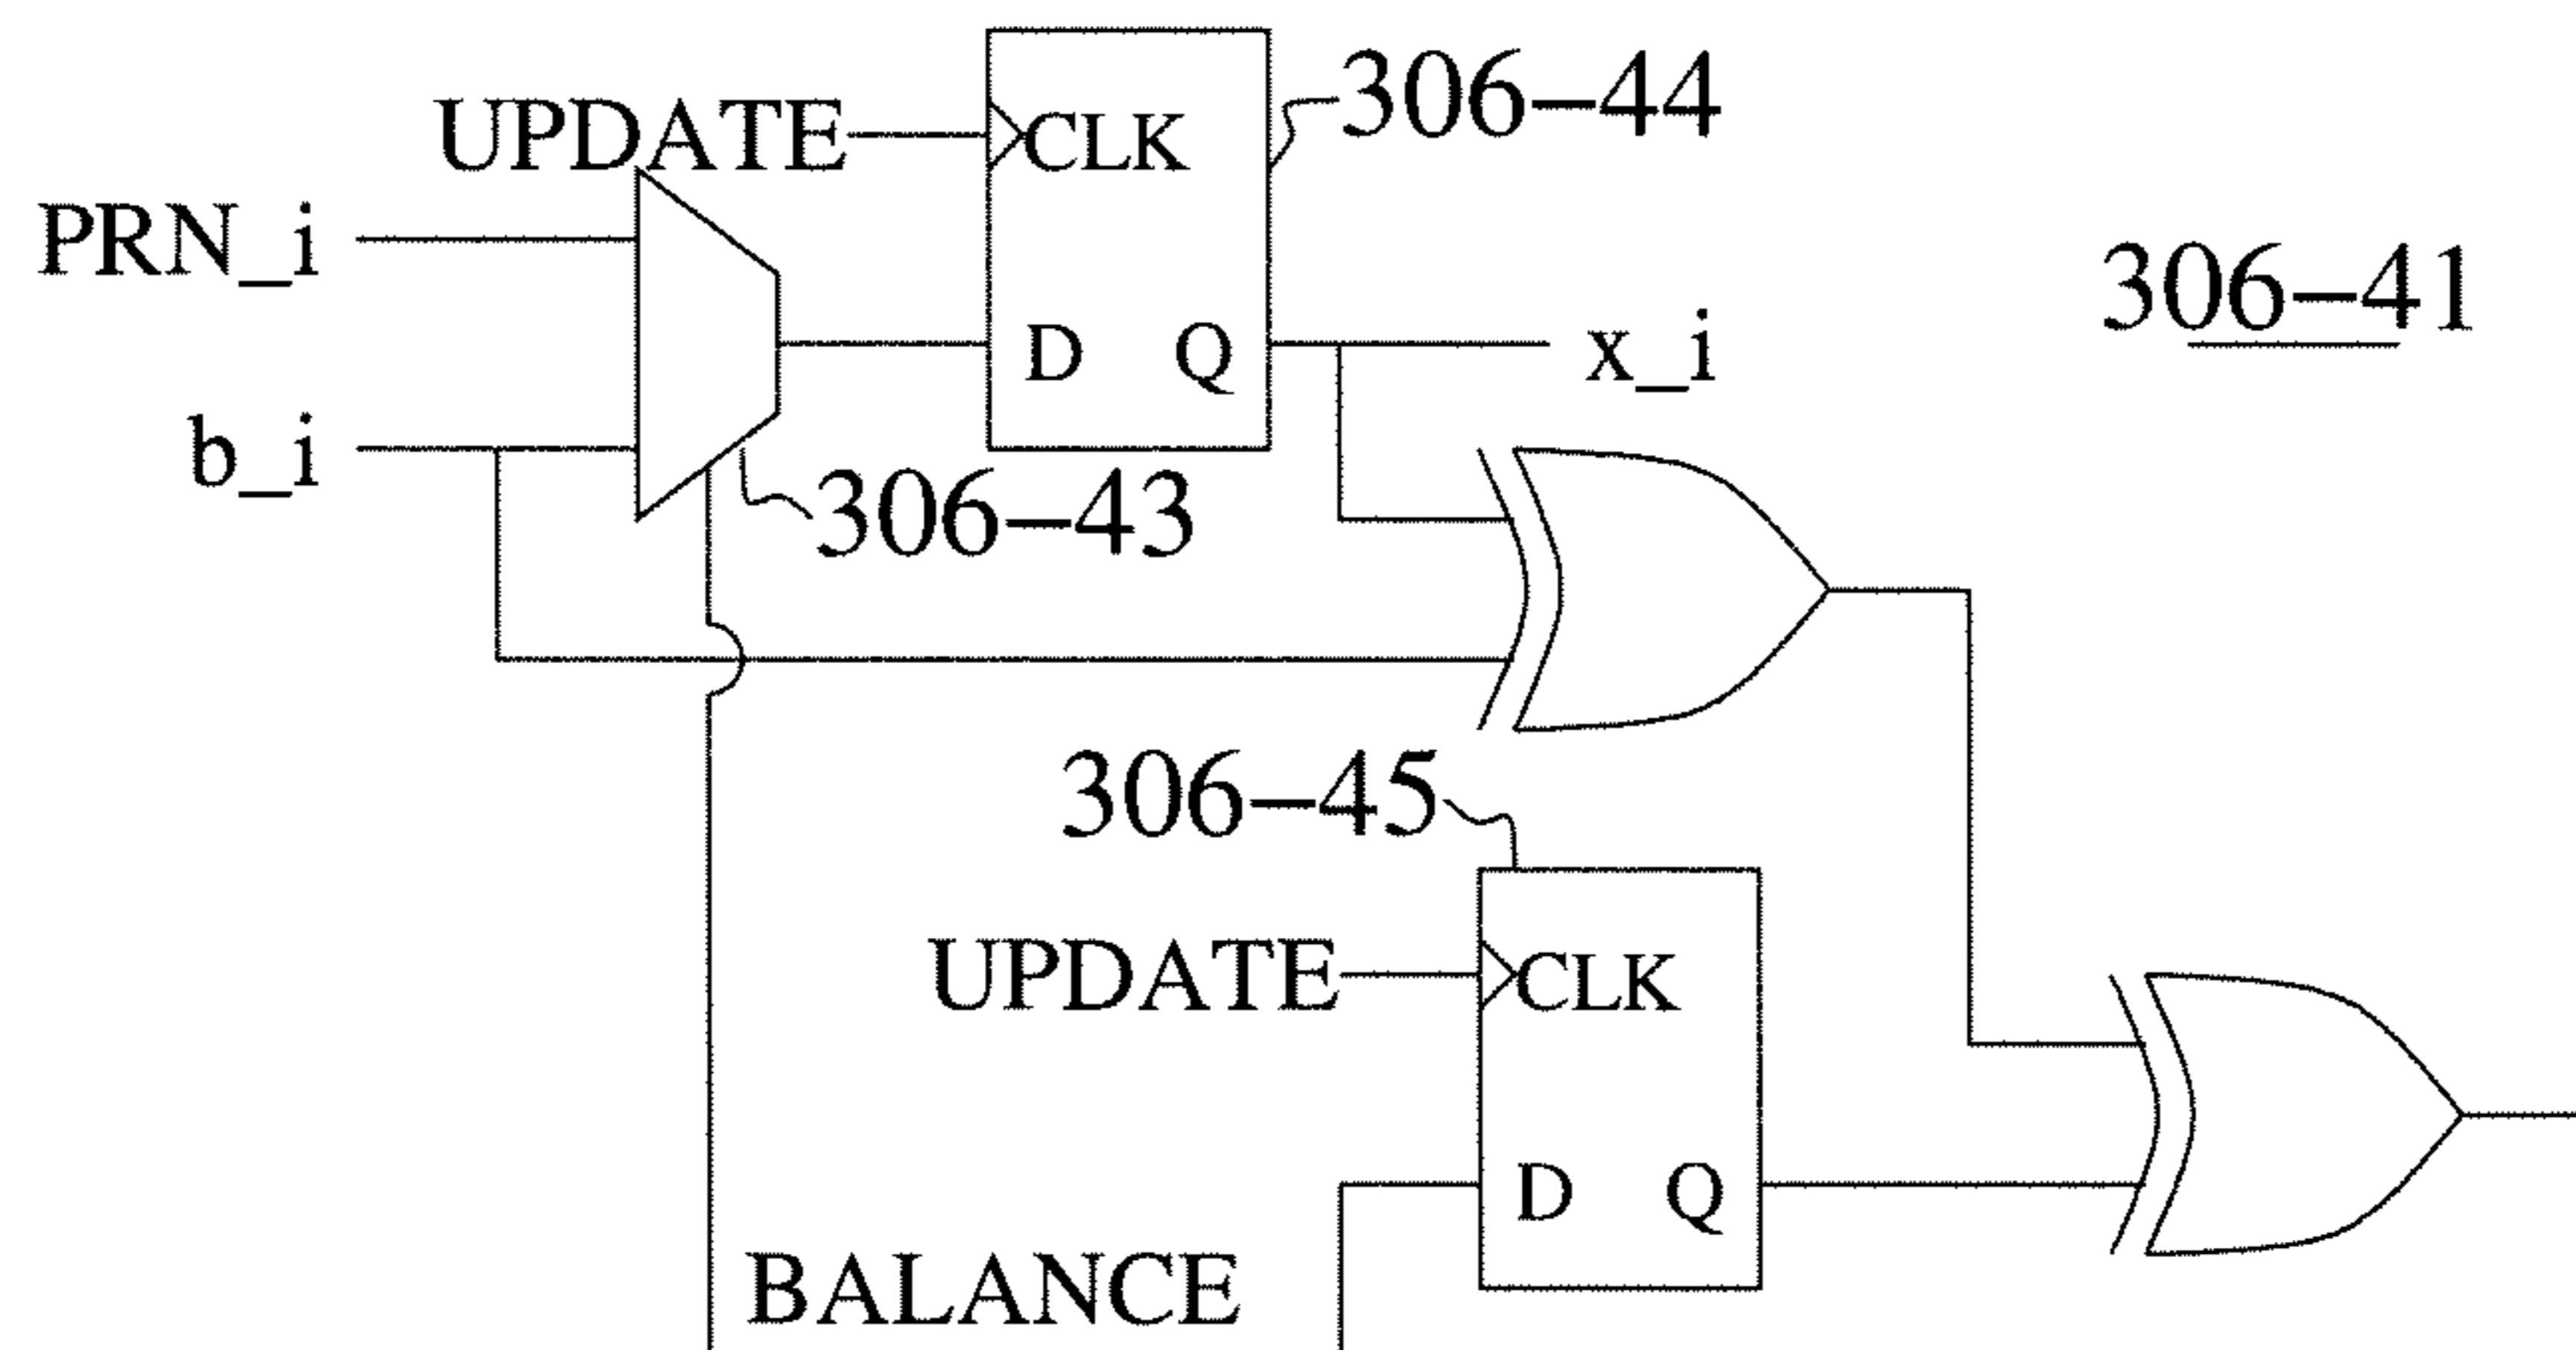 306–44
UPDATE
CLK
PRN_i
306–41
D Q
x_i
b_i
306–43
306–45
UPDATE
CLK
D Q
BALANCE